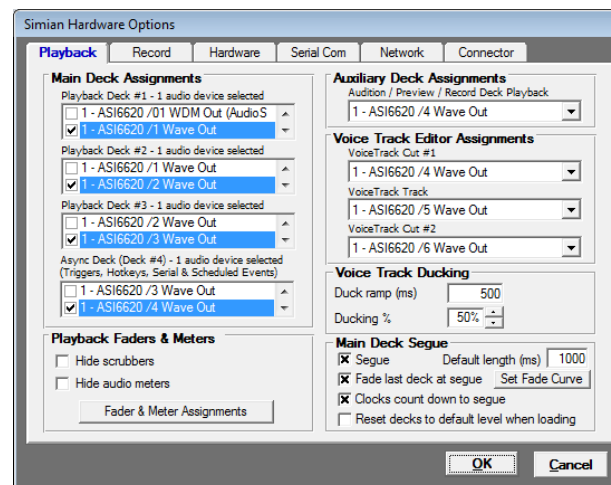 Simian Hardware Options
Playback
Record
Hardware
Serial Com
Network
Connector
Main Deck Assignments
Playback Deck #1 - 1 audio device selected
1 - ASI6620 /01 WDM Out (AudioS
1 - ASI6620 /1 Wave Out
Playback Deck #2 - 1 audio device selected
1 - ASI6620 /1 Wave Out
1 - ASI6620 /2 Wave Out
Playback Deck #3 - 1 audio device selected
1 - ASI6620 /2 Wave Out
1 - ASI6620 /3 Wave Out
Async Deck (Deck #4) - 1 audio device selected
(Triggers, Hotkeys, Serial & Scheduled Events)
1 - ASI6620 /3 Wave Out
1 - ASI6620 /4 Wave Out
Playback Faders & Meters
Hide scrubbers
Hide audio meters
Fader & Meter Assignments
Auxiliary Deck Assignments
Audition / Preview / Record Deck Playback
1 - ASI6620 /4 Wave Out
Voice Track Editor Assignments
VoiceTrack Cut #1
1 - ASI6620 /4 Wave Out
VoiceTrack Track
1 - ASI6620 /5 Wave Out
VoiceTrack Cut #2
1 - ASI6620 /6 Wave Out
Voice Track Ducking
Duck ramp (ms) 500
Ducking % 50%
Main Deck Segue
Segue Default length (ms) 1000
Fade last deck at segue Set Fade Curve
Clocks count down to segue
Reset decks to default level when loading
OK
Cancel